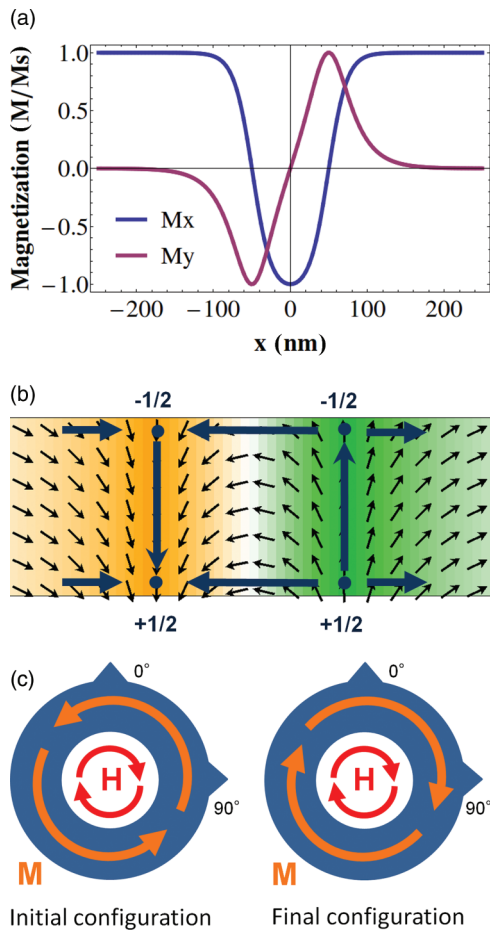 (a)
Magnetization (M/Ms)
1.0
0.5
0.0
−0.5
−1.0
Mx
My
−200 −100 0 100 200
x (nm)
(b)
-1/2 -1/2
+1/2 +1/2
(c)
0° 0°
H H
90° 90°
M M
Initial configuration Final configuration